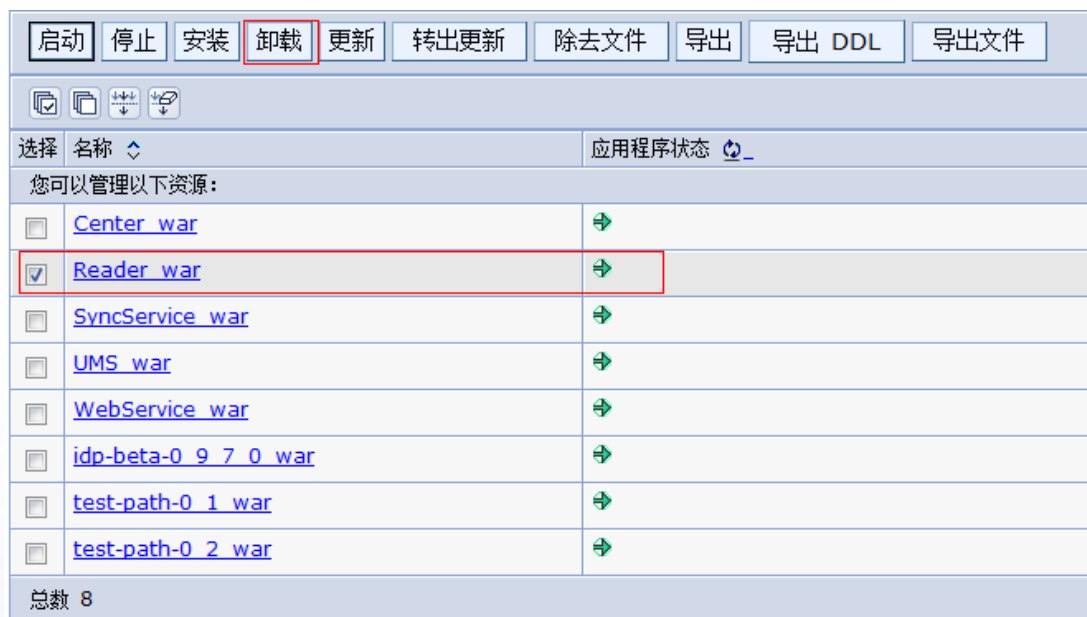 启动 停止 安装 卸载 更新 转出更新 除去文件 导出 导出 DDL 导出文件
选择 名称 应用程序状态
您可以管理以下资源:
Center_war
Reader_war
SyncService_war
UMS_war
WebService_war
idp-beta-0_9_7_0_war
test-path-0_1_war
test-path-0_2_war
总数 8